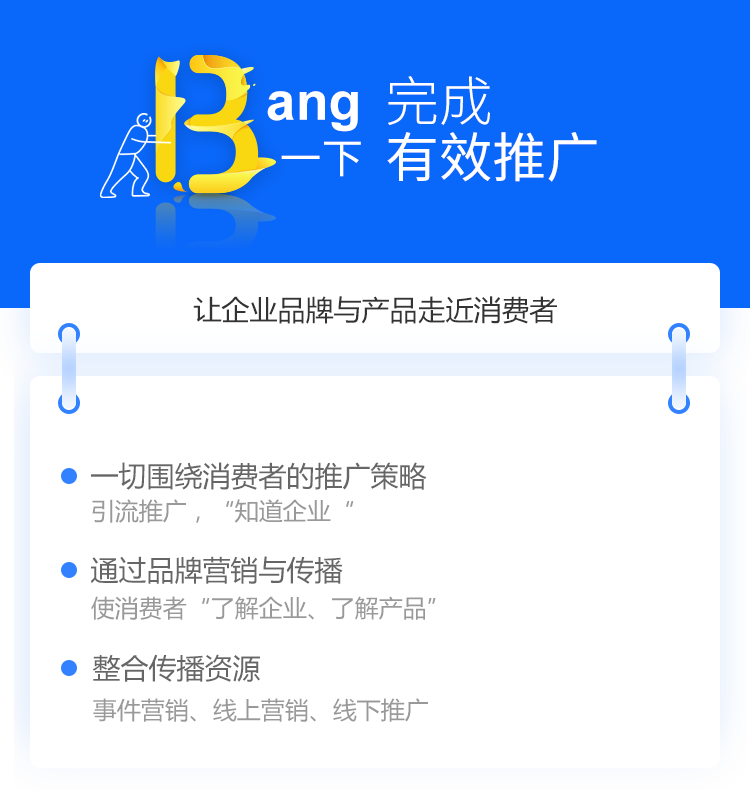 Bang 完成
一下 有效推广
让企业品牌与产品走近消费者
一切围绕消费者的推广策略
引流推广，“知道企业“
通过品牌营销与传播
使消费者“了解企业、了解产品”
整合传播资源
事件营销、线上营销、线下推广